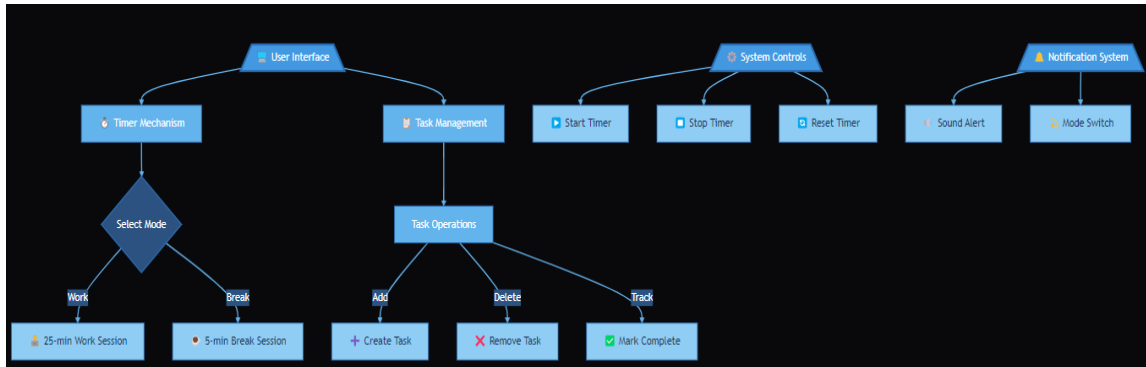 User Interface
System Controls
Notification System
Timer Mechanism
Task Management
Start Timer
Stop Timer
Reset Timer
Sound Alert
Mode Switch
Select Mode
Task Operations
Work
Break
Add
Delete
Track
25-min Work Session
5-min Break Session
Create Task
Remove Task
Mark Complete